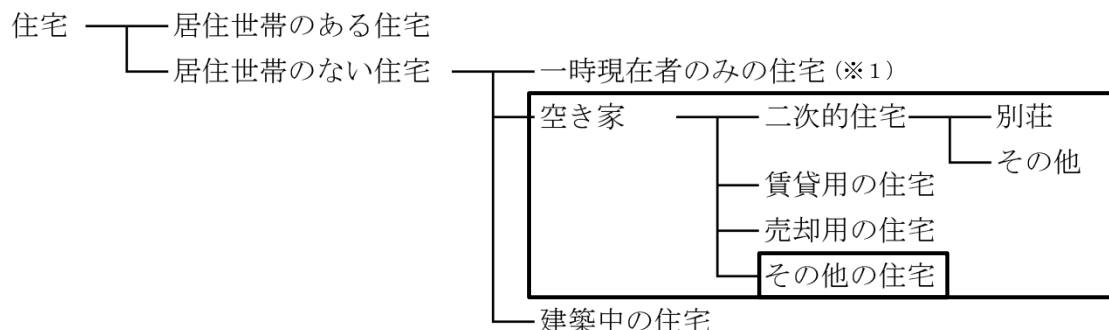 住宅 居住世帯のある住宅
居住世帯のない住宅 一時現在者のみの住宅(※1)
空き家 二次的住宅 別荘
その他
賃貸用の住宅
売却用の住宅
その他の住宅
建築中の住宅